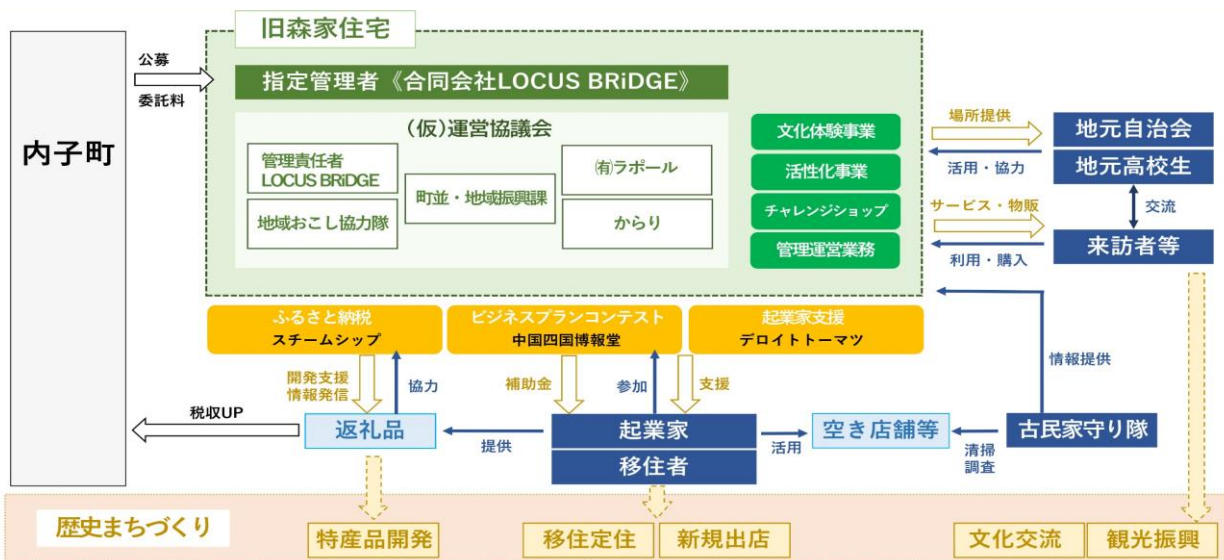 旧森家住宅
公募
委託料
内子町
指定管理者《合同会社LOCUS BRiDGE》
(仮)運営協議会
管理責任者
LOCUS BRiDGE
地域おこし協力隊
町並・地域振興課
㈲ラポール
からり
文化体験事業
活性化事業
チャレンジショップ
管理運営業務
場所提供
活用・協力
サービス・物販
利用・購入
地元自治会
地元高校生
交流
来訪者等
ふるさと納税
スチームシップ
ビジネスプランコンテスト
中国四国博報堂
起業家支援
デロイトトーマツ
開発支援
情報発信
協力
補助金
参加
支援
情報提供
税収UP
返礼品
提供
起業家
移住者
活用
空き店舗等
清掃
調査
古民家守り隊
歴史まちづくり
特産品開発
移住定住
新規出店
文化交流
観光振興